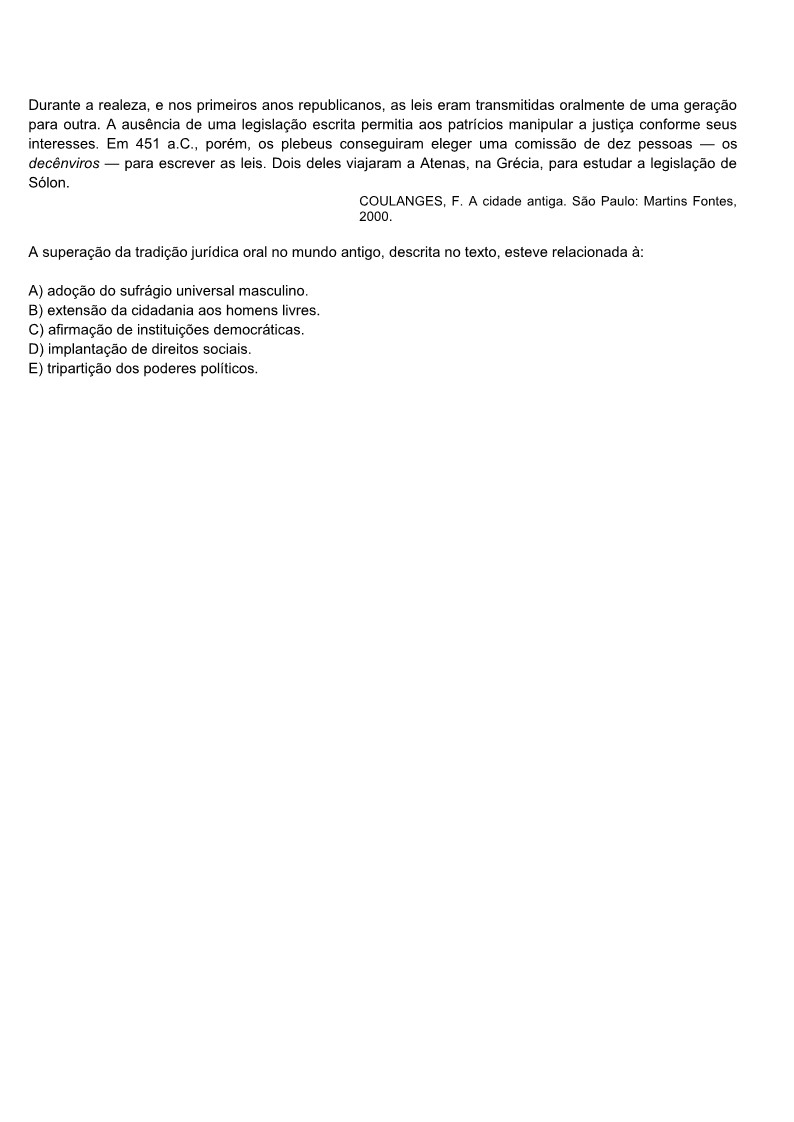 Durante a realeza, e nos primeiros anos republicanos, as leis eram transmitidas oralmente de uma geração
para outra. A ausência de uma legislação escrita permitia aos patrícios manipular a justiça conforme seus
interesses. Em 451 a.C., porém, os plebeus conseguiram eleger uma comissão de dez pessoas — os
decênviros — para escrever as leis. Dois deles viajaram a Atenas, na Grécia, para estudar a legislação de
Sólon.
COULANGES, F. A cidade antiga. São Paulo: Martins Fontes,
2000.
A superação da tradição jurídica oral no mundo antigo, descrita no texto, esteve relacionada à:
A) adoção do sufrágio universal masculino.
B) extensão da cidadania aos homens livres.
C) afirmação de instituições democráticas.
D) implantação de direitos sociais.
E) tripartição dos poderes políticos.